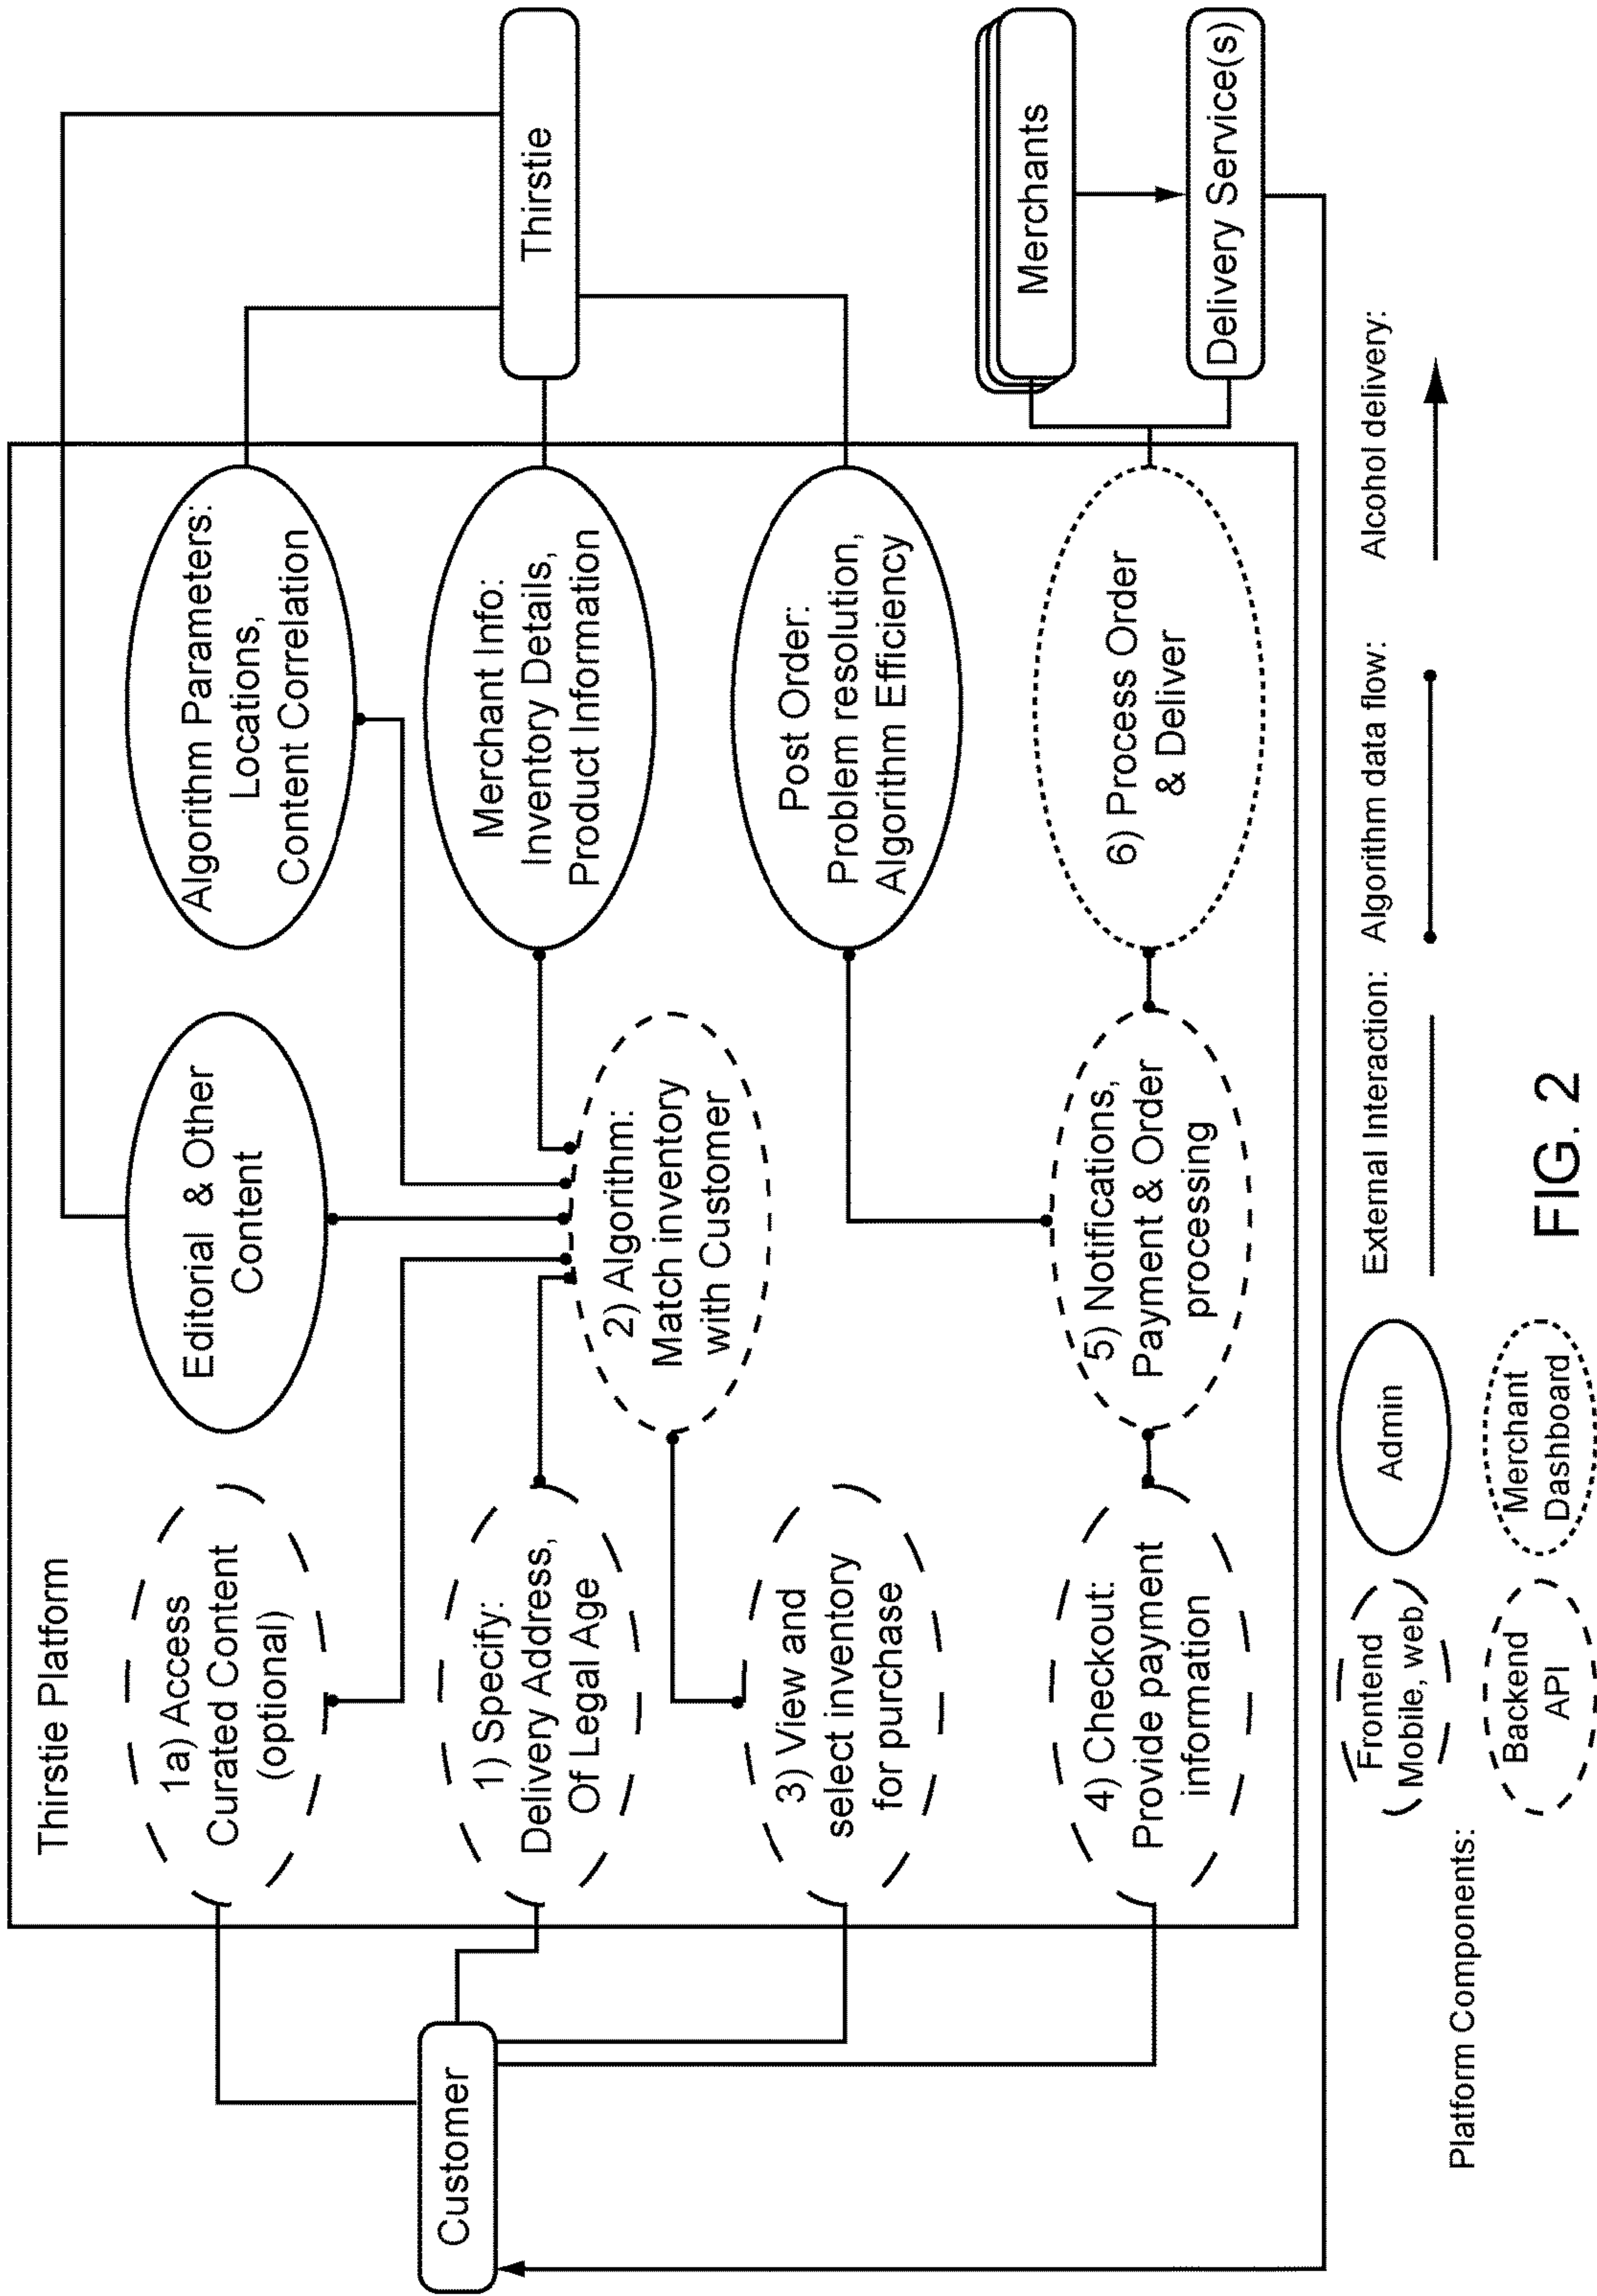 Thirstie Platform
Customer
1a) Access
Curated Content
(optional)
Editorial & Other
Content
Algorithm Parameters:
Locations,
Content Correlation
1) Specify:
Delivery Address,
Of Legal Age
2) Algorithm:
Match inventory
with Customer
Merchant Info:
Inventory Details,
Product Information
Thirstie
3) View and
select inventory
for purchase
Post Order:
Problem resolution,
Algorithm Efficiency
4) Checkout:
Provide payment
information
5) Notifications,
Payment & Order
processing
6) Process Order
& Deliver
Merchants
Delivery Service(s)
Platform Components:
Frontend
Mobile, web
Admin
Backend
API
Merchant
Dashboard
External Interaction:
Algorithm data flow:
Alcohol delivery:
FIG. 2